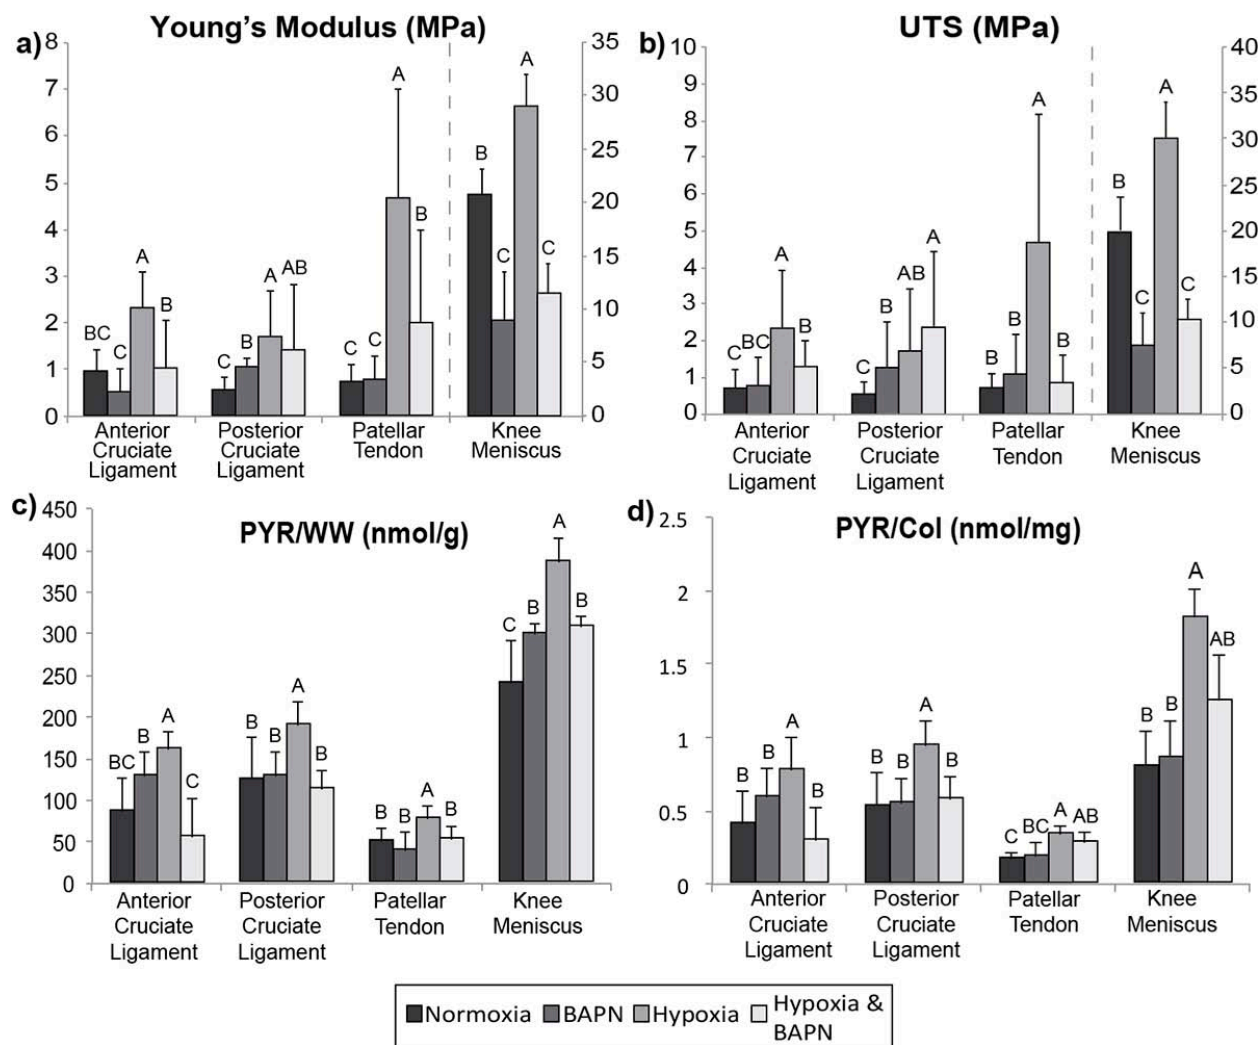 a) Young's Modulus (MPa)
8
7
6
5
4
3
2
1
0
35
30
25
20
15
10
5
0
BC C A B
C B A AB
C C A B
B C A C
Anterior
Cruciate
Ligament
Posterior
Cruciate
Ligament
Patellar
Tendon
Knee
Meniscus
b) UTS (MPa)
10
9
8
7
6
5
4
3
2
1
0
40
35
30
25
20
15
10
5
0
C BC A B
C B AB A
B B A B
B C A C
Anterior
Cruciate
Ligament
Posterior
Cruciate
Ligament
Patellar
Tendon
Knee
Meniscus
c) PYR/WW (nmol/g)
450
400
350
300
250
200
150
100
50
0
BC B A C
B B A B
B B A B
C B A B
Anterior
Cruciate
Ligament
Posterior
Cruciate
Ligament
Patellar
Tendon
Knee
Meniscus
d) PYR/Col (nmol/mg)
2.5
2
1.5
1
0.5
0
B B A B
B B A B
C BC A AB
B B A AB
Anterior
Cruciate
Ligament
Posterior
Cruciate
Ligament
Patellar
Tendon
Knee
Meniscus
Normoxia BAPN Hypoxia Hypoxia &
BAPN